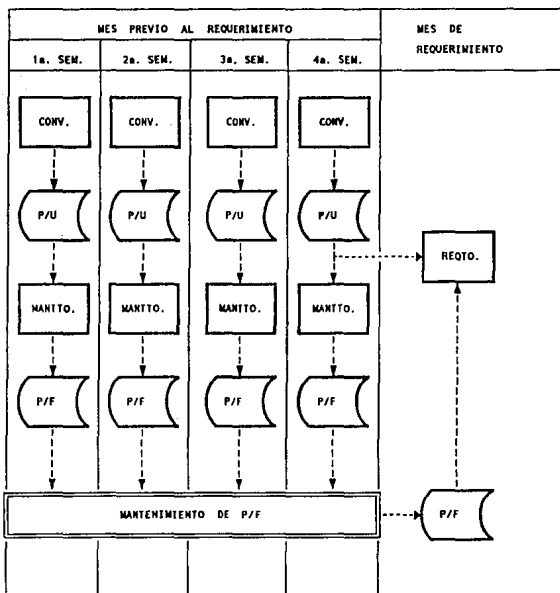 MES PREVIO AL REQUERIMIENTO
MES DE
REQUERIMIENTO
1a. SEM. 2a. SEM. 3a. SEM. 4a. SEM.
CONV. CONV. CONV. CONV.
P/U P/U P/U P/U
REQTO.
MANTTO. MANTTO. MANTTO. MANTTO.
P/F P/F P/F P/F
MANTENIMIENTO DE P/F
P/F